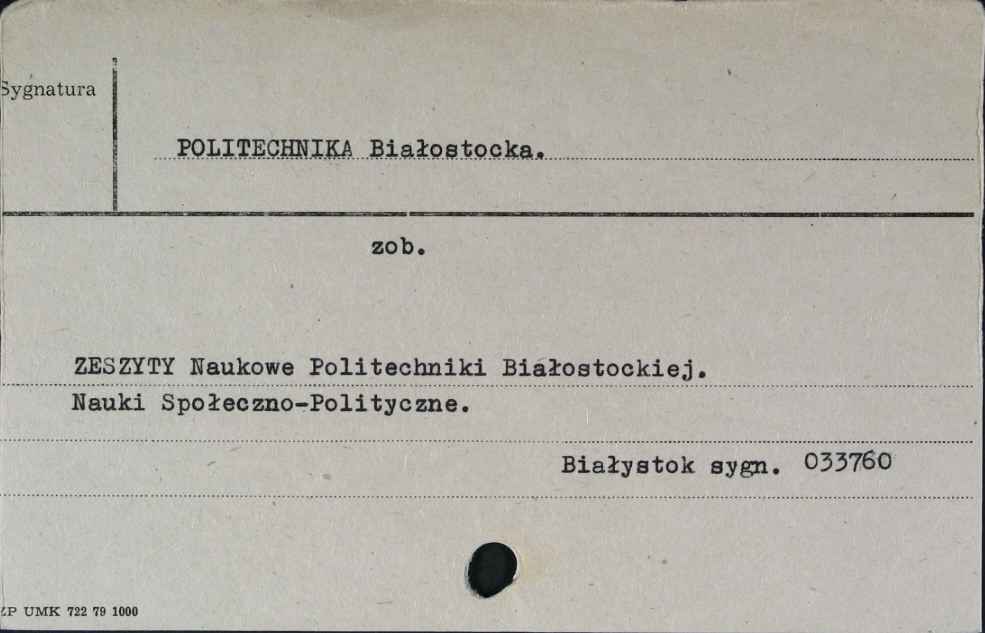 Sygnatura
POLITECHNIKA Białostocka.
zob.
ZESZYTY Naukowe Politechniki Białostockiej.
Nauki Społeczno-Polityczne.
Białystok sygn. 033760
ZP UMK 722 79 1000